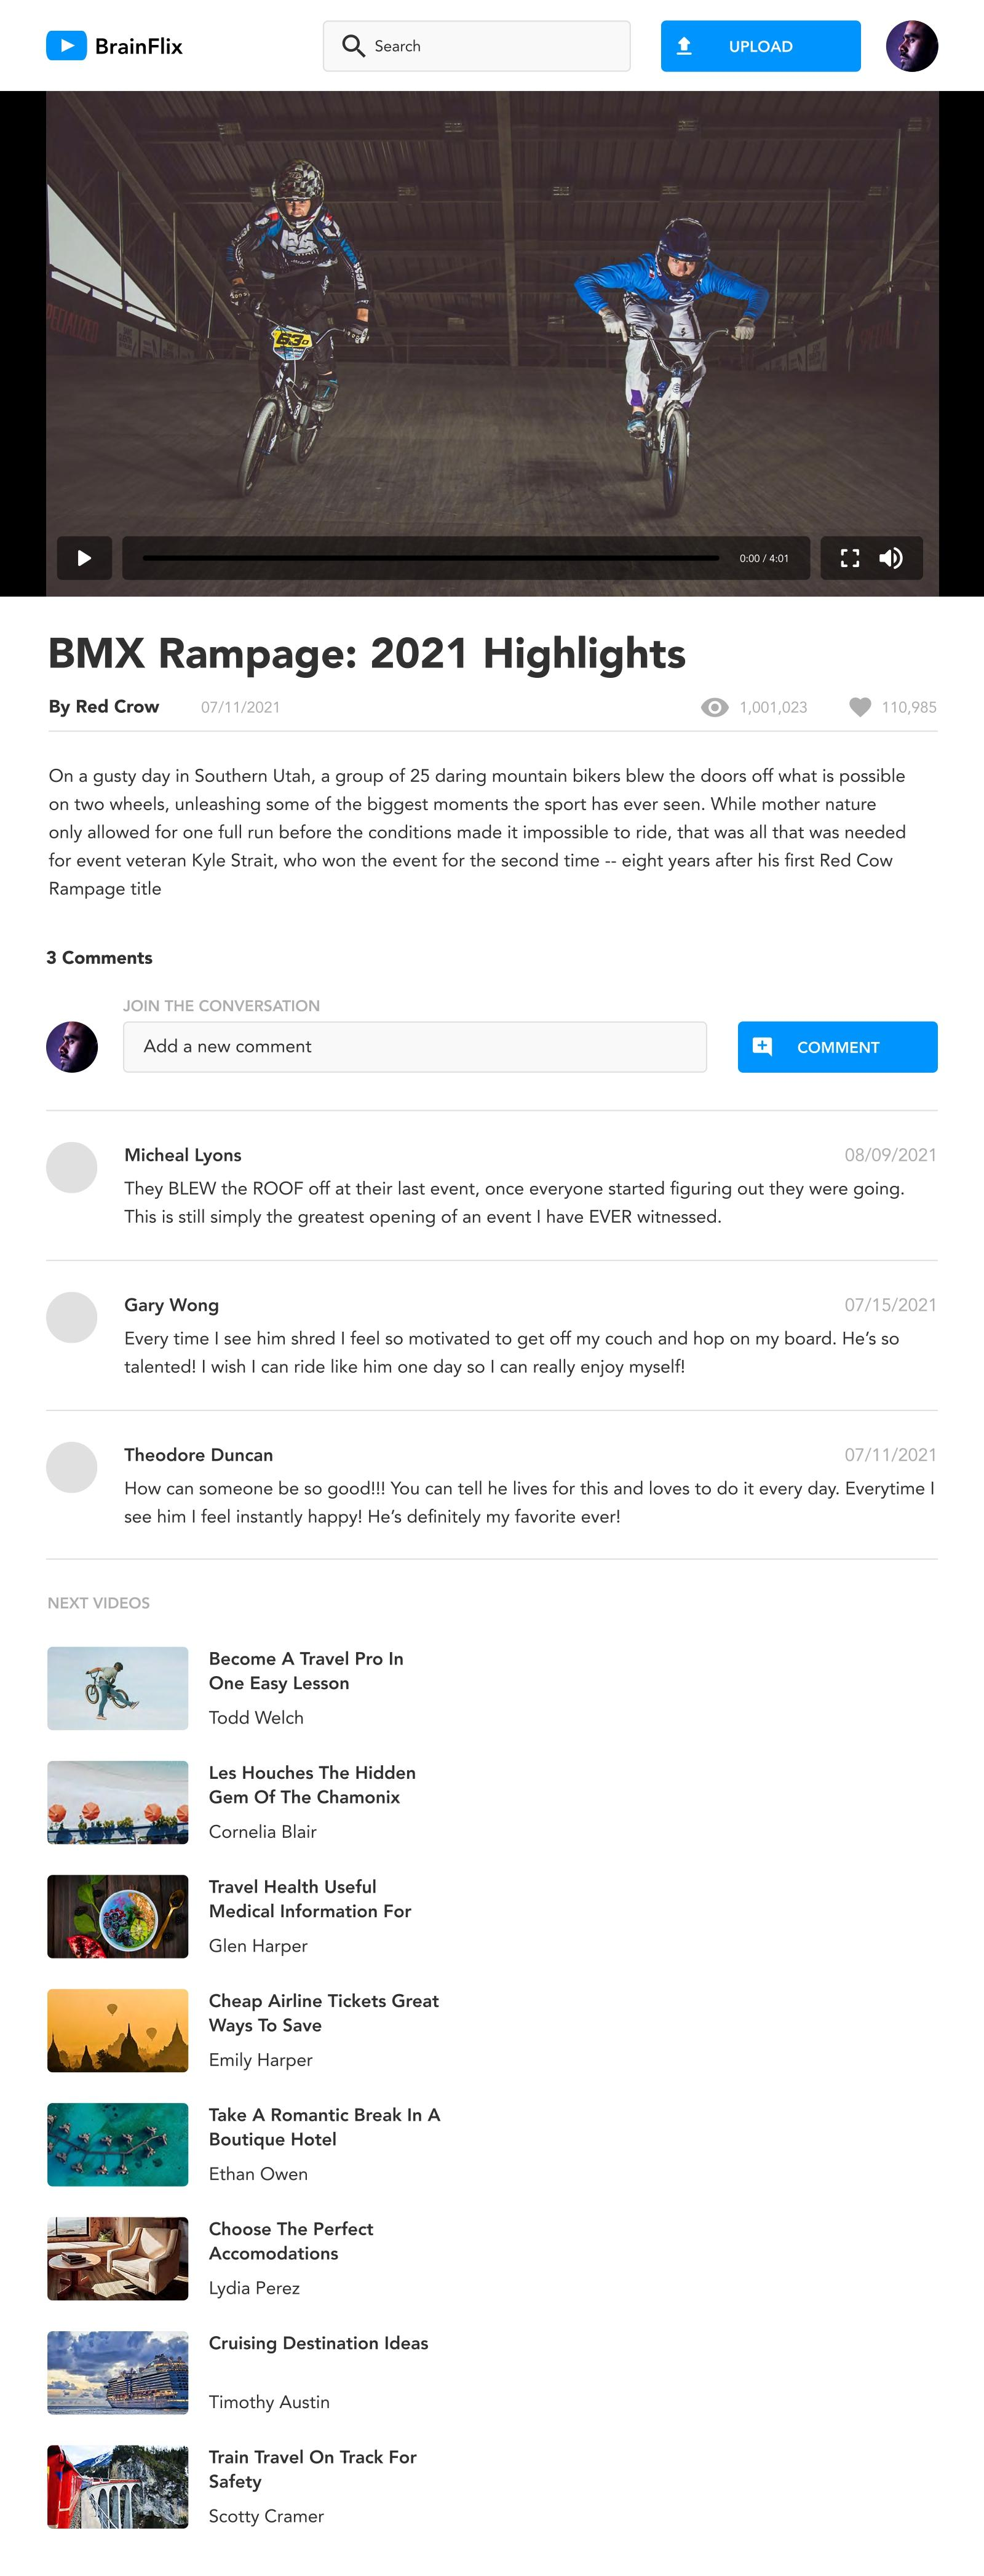 BrainFlix
Search
UPLOAD
SPECIALIZED
0:00 / 4:01
BMX Rampage: 2021 Highlights
By Red Crow
07/11/2021
1,001,023
110,985
On a gusty day in Southern Utah, a group of 25 daring mountain bikers blew the doors off what is possible
on two wheels, unleashing some of the biggest moments the sport has ever seen. While mother nature
only allowed for one full run before the conditions made it impossible to ride, that was all that was needed
for event veteran Kyle Strait, who won the event for the second time -- eight years after his first Red Cow
Rampage title
3 Comments
JOIN THE CONVERSATION
Add a new comment
COMMENT
Micheal Lyons
08/09/2021
They BLEW the ROOF off at their last event, once everyone started figuring out they were going.
This is still simply the greatest opening of an event I have EVER witnessed.
Gary Wong
07/15/2021
Every time I see him shred I feel so motivated to get off my couch and hop on my board. He’s so
talented! I wish I can ride like him one day so I can really enjoy myself!
Theodore Duncan
07/11/2021
How can someone be so good!!! You can tell he lives for this and loves to do it every day. Everytime I
see him I feel instantly happy! He’s definitely my favorite ever!
NEXT VIDEOS
Become A Travel Pro In
One Easy Lesson
Todd Welch
Les Houches The Hidden
Gem Of The Chamonix
Cornelia Blair
Travel Health Useful
Medical Information For
Glen Harper
Cheap Airline Tickets Great
Ways To Save
Emily Harper
Take A Romantic Break In A
Boutique Hotel
Ethan Owen
Choose The Perfect
Accomodations
Lydia Perez
Cruising Destination Ideas
Timothy Austin
Train Travel On Track For
Safety
Scotty Cramer